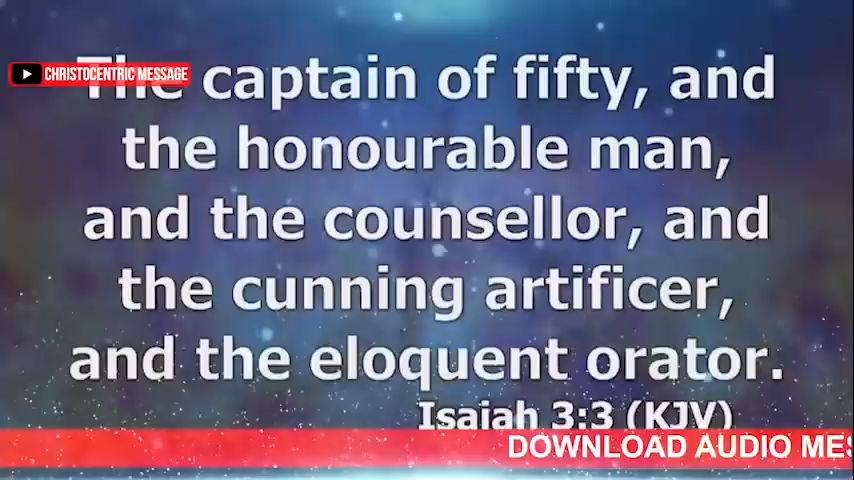 CHRISTOCENTRIC MESSAGE
The captain of fifty, and
the honourable man,
and the counsellor, and
the cunning artificer,
and the eloquent orator.
Isaiah 3:3 (KJV)
DOWNLOAD AUDIO